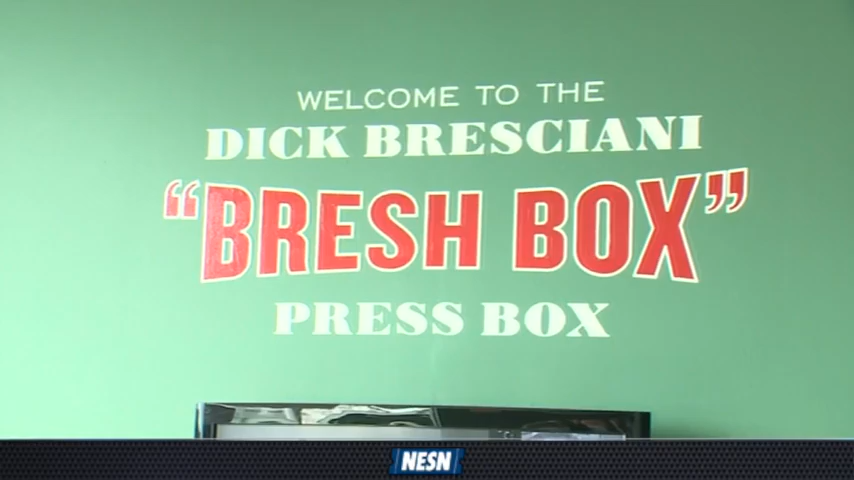 WELCOME TO THE
DICK BRESCIANI
“BRESH BOX”
PRESS BOX
NESN